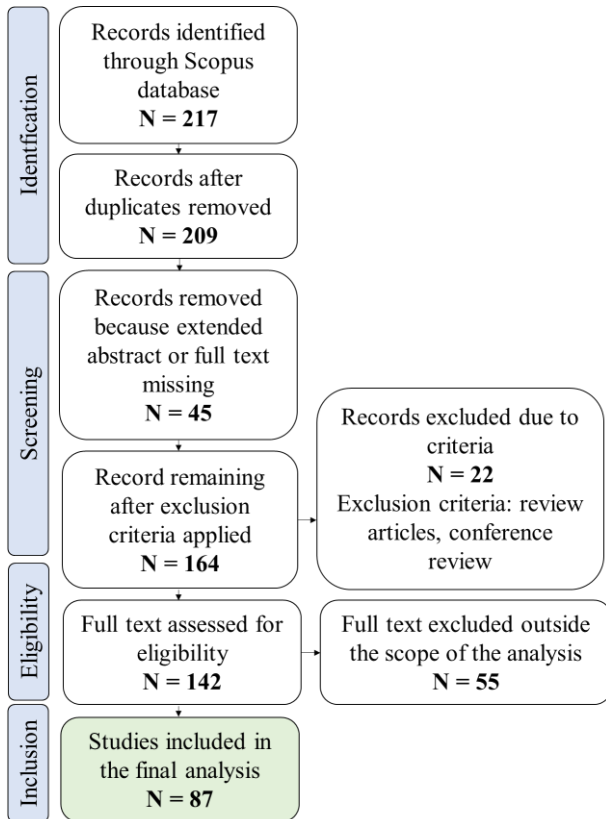 Identfication
Records identified
through Scopus
database
N = 217
Records after
duplicates removed
N = 209
Screening
Records removed
because extended
abstract or full text
missing
N = 45
Record remaining
after exclusion
criteria applied
N = 164
Records excluded due to
criteria
N = 22
Exclusion criteria: review
articles, conference
review
Eligibility
Full text assessed for
eligibility
N = 142
Full text excluded outside
the scope of the analysis
N = 55
Inclusion
Studies included in
the final analysis
N = 87